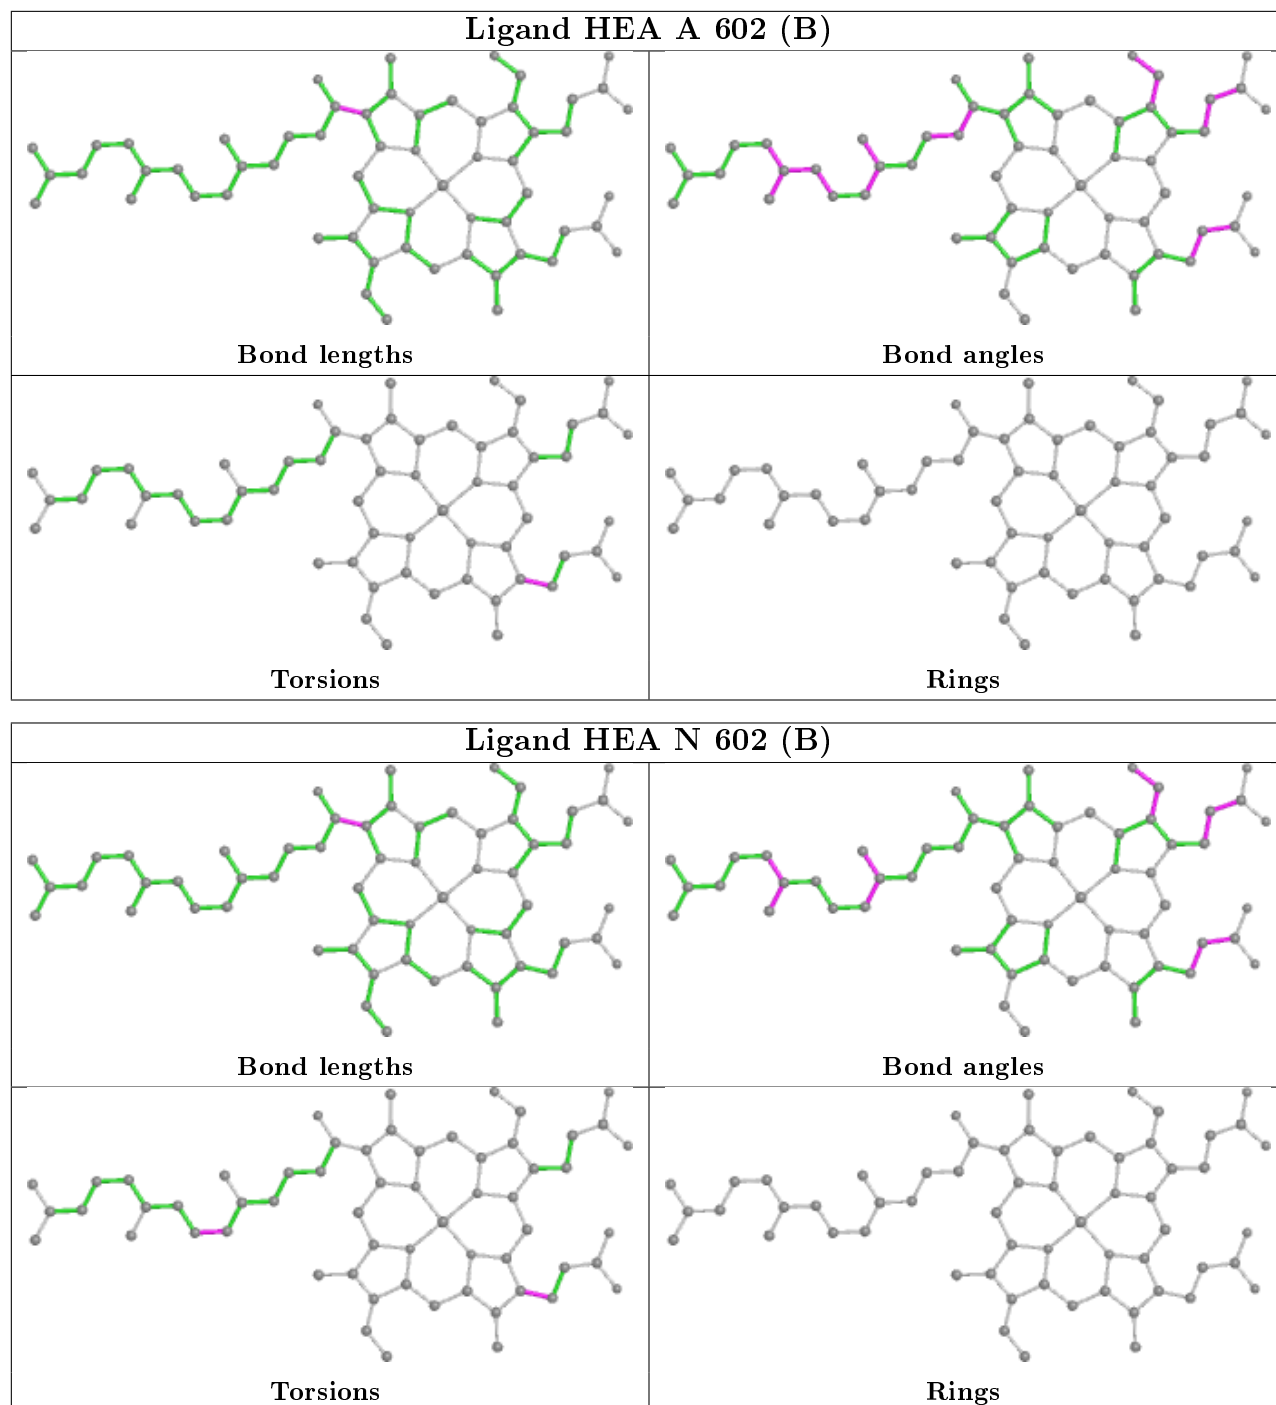 Ligand HEA A 602 (B)
Bond lengths
Bond angles
Torsions
Rings
Ligand HEA N 602 (B)
Bond lengths
Bond angles
Torsions
Rings